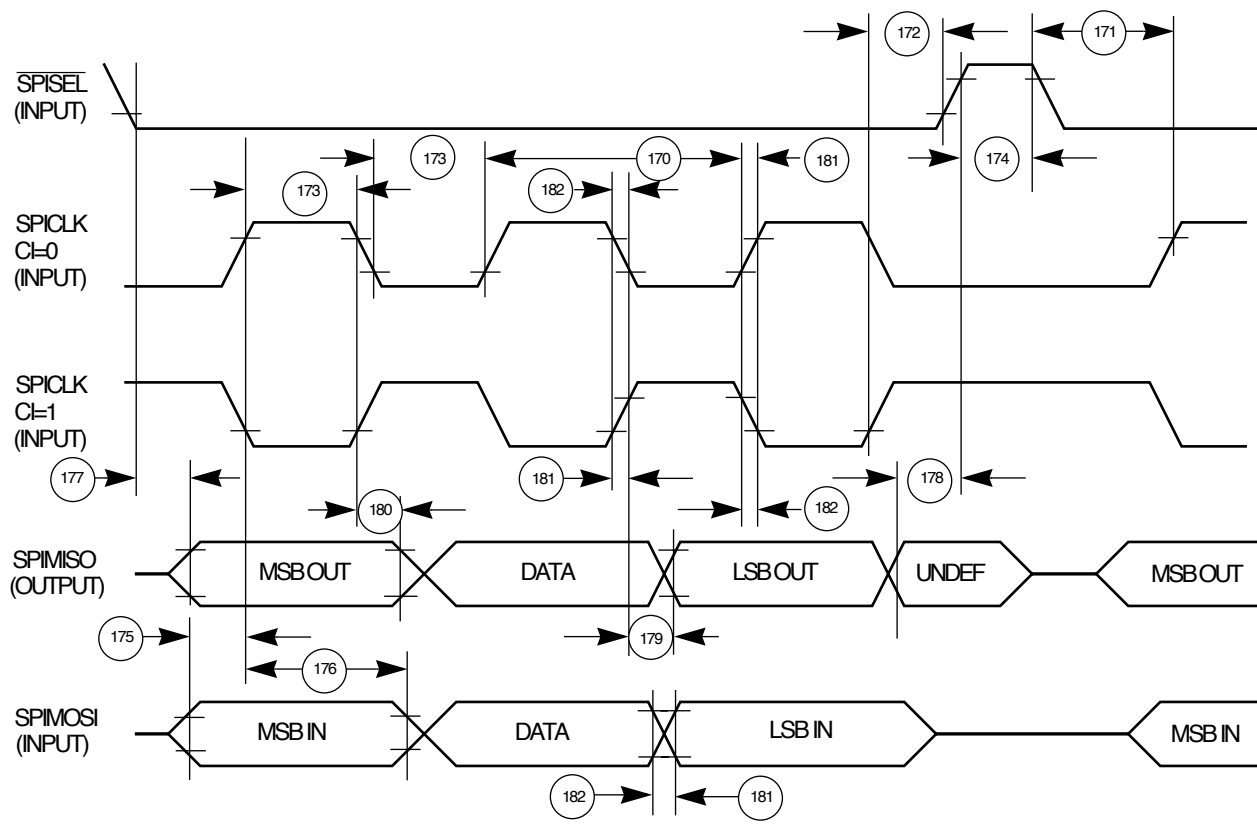 172
171
SPISEL
(INPUT)
173
170
181
174
173
182
SPICLK
CI=0
(INPUT)
SPICLK
CI=1
(INPUT)
177
181
178
180
182
SPIMISO
(OUTPUT)
MSB OUT
DATA
LSB OUT
UNDEF
MSB OUT
175
179
176
SPIMOSI
(INPUT)
MSB IN
DATA
LSB IN
MSB IN
182
181